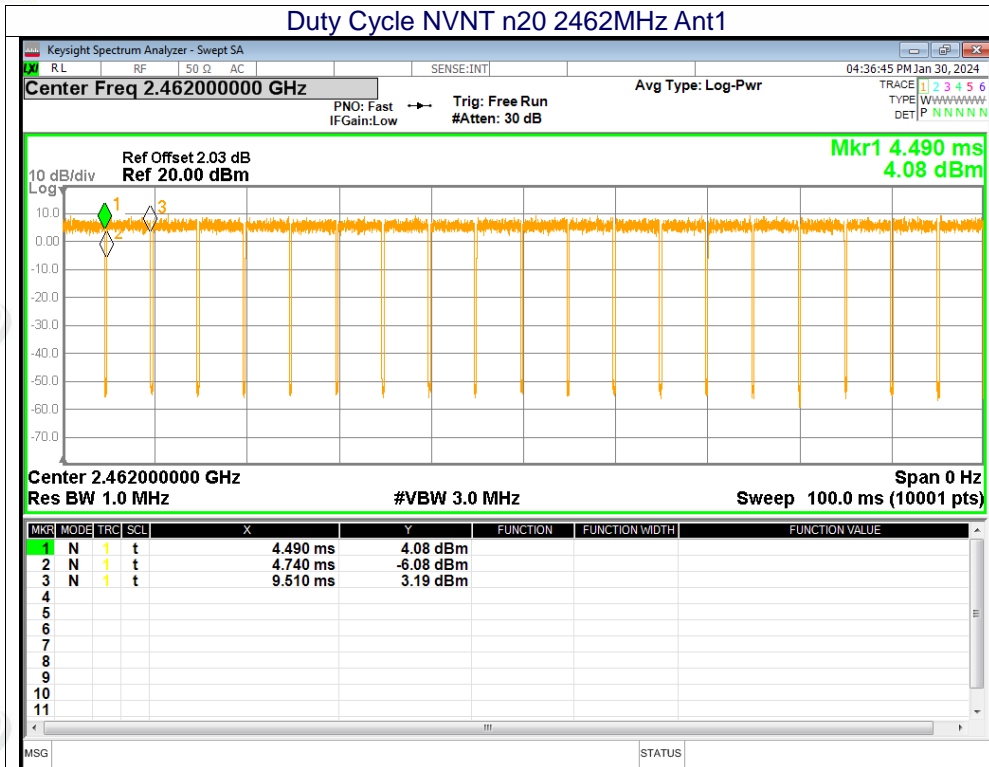 Duty Cycle NVNT n20 2462MHz Ant1
Keysight Spectrum Analyzer - Swept SA
LXI RL RF 50 Ω AC SENSE:INT 04:36:45 PM Jan 30, 2024
Center Freq 2.462000000 GHz
PNO: Fast
IFGain:Low
Trig: Free Run
#Atten: 30 dB
Avg Type: Log-Pwr
TRACE 1 2 3 4 5 6
TYPE WWWWWWW
DET P N N N N N
Mkr1 4.490 ms
4.08 dBm
Ref Offset 2.03 dB
10 dB/div Ref 20.00 dBm
Log
1
3
2
10.0
0.00
-10.0
-20.0
-30.0
-40.0
-50.0
-60.0
-70.0
Center 2.462000000 GHz Span 0 Hz
Res BW 1.0 MHz #VBW 3.0 MHz Sweep 100.0 ms (10001 pts)
MKR MODE TRC SCL X Y FUNCTION FUNCTION WIDTH FUNCTION VALUE
1 N 1 t 4.490 ms 4.08 dBm
2 N 1 t 4.740 ms -6.08 dBm
3 N 1 t 9.510 ms 3.19 dBm
4
5
6
7
8
9
10
11
MSG STATUS